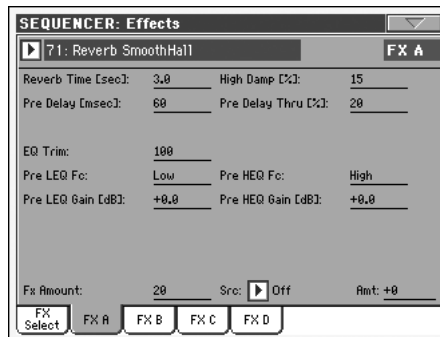 SEQUENCER: Effects
71: Reverb SmoothHall FX A
Reverb Time [sec]: 3.0 High Damp [%]: 15
Pre Delay [msec]: 60 Pre Delay Thru [%]: 20
EQ Trim: 100
Pre LEQ Fc: Low Pre HEQ Fc: High
Pre LEQ Gain [dB]: +0.0 Pre HEQ Gain [dB]: +0.0
Fx Amount: 20 Src: Off Amt: +0
FX Select FX A FX B FX C FX D